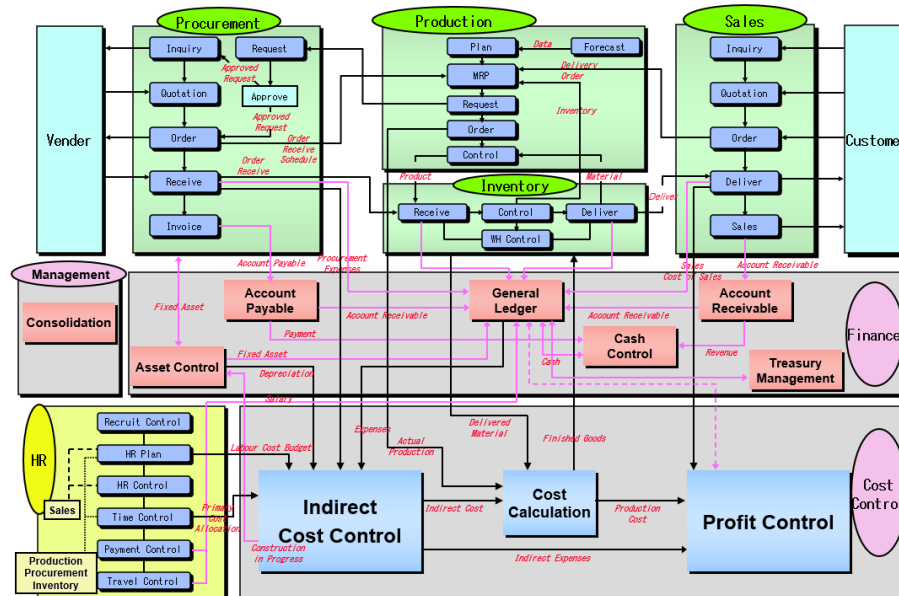 Procurement
Production
Sales
Vender
Inquiry
Request
Approved
Request
Quotation
Approve
Approved
Request
Order
Order
Receive
Schedule
Order
Receive
Receive
Invoice
Plan
Data
Forecast
Delivery
Order
MRP
Request
Inventory
Order
Control
Product
Material
Inventory
Receive
Control
Deliver
WH Control
Deliver
Inquiry
Quotation
Order
Deliver
Sales
Custome
Management
Consolidation
Account Payable
Procurement
Expenses
Sales
Cost of Sales
Account Receivable
Fixed Asset
Account
Payable
Account Receivable
General
Ledger
Account Receivable
Account
Receivable
Finance
Payment
Cash
Control
Revenue
Cash
Treasury
Management
Asset Control
Fixed Asset
Depreciation
Salary
HR
Recruit Control
HR Plan
HR Control
Sales
Time Control
Payment Control
Production
Procurement
Inventory
Travel Control
Labour Cost Budget
Expenses
Actual
Production
Delivered
Material
Finished Goods
Primary
Cost
Allocation
Indirect
Cost Control
Indirect Cost
Cost
Calculation
Production
Cost
Profit Control
Cost
Control
Construction
in Progress
Indirect Expenses